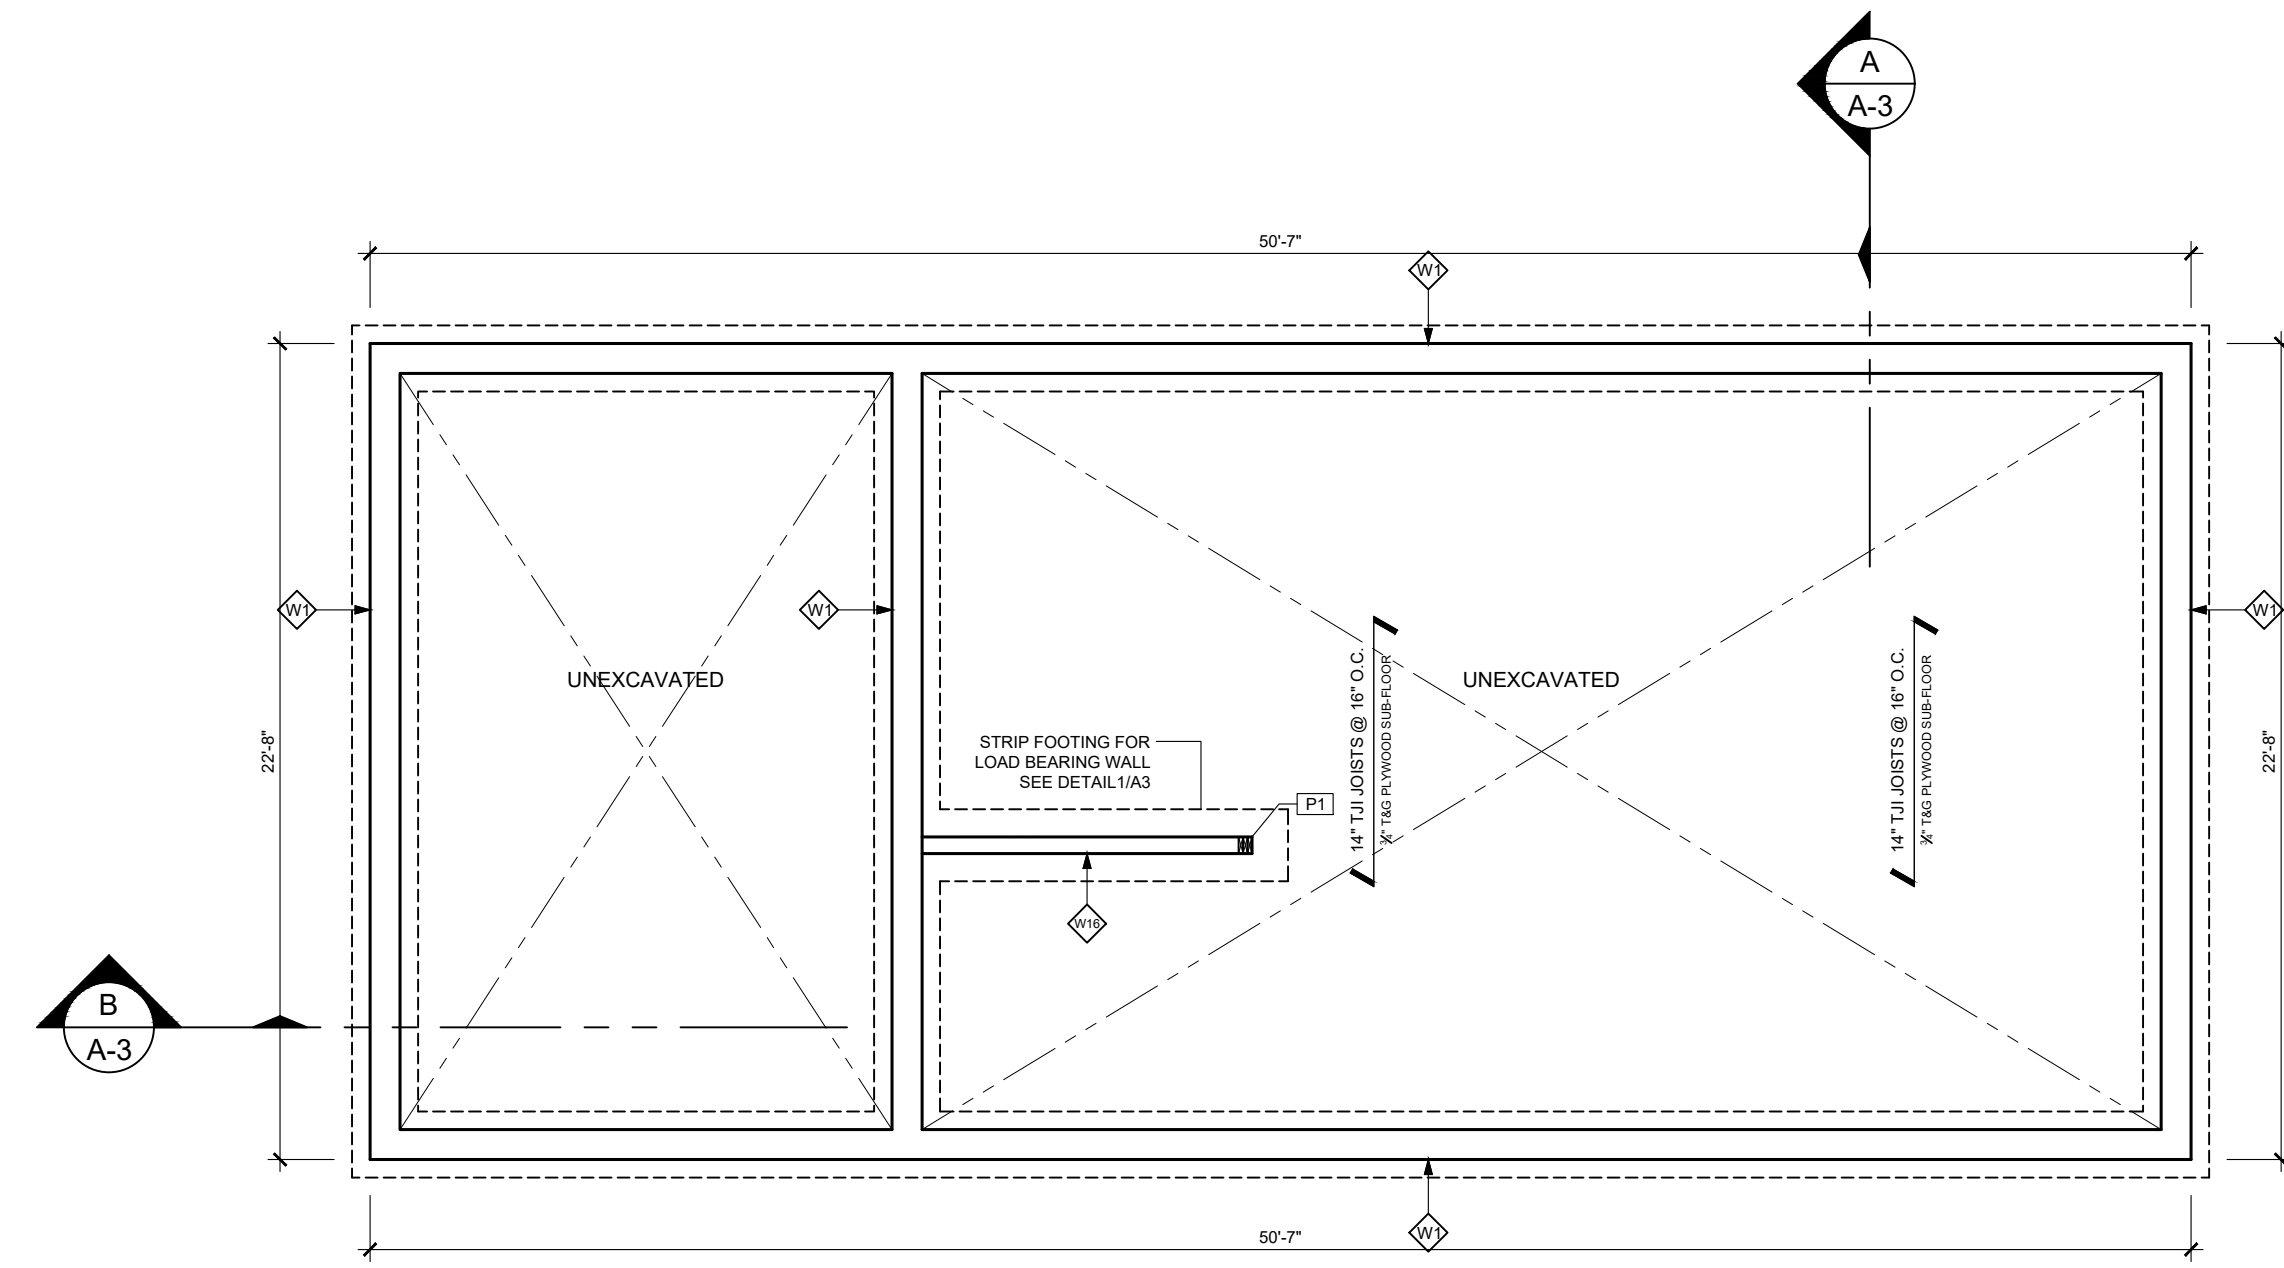 A
A-3
50'-7"
W1
W1
W1
W1
UNEXCAVATED
UNEXCAVATED
14" TJI JOISTS @ 16" O.C.
3/4" T&G PLYWOOD SUB-FLOOR
14" TJI JOISTS @ 16" O.C.
3/4" T&G PLYWOOD SUB-FLOOR
22'-8"
22'-8"
STRIP FOOTING FOR
LOAD BEARING WALL
SEE DETAIL1/A3
P1
W16
B
A-3
W1
50'-7"